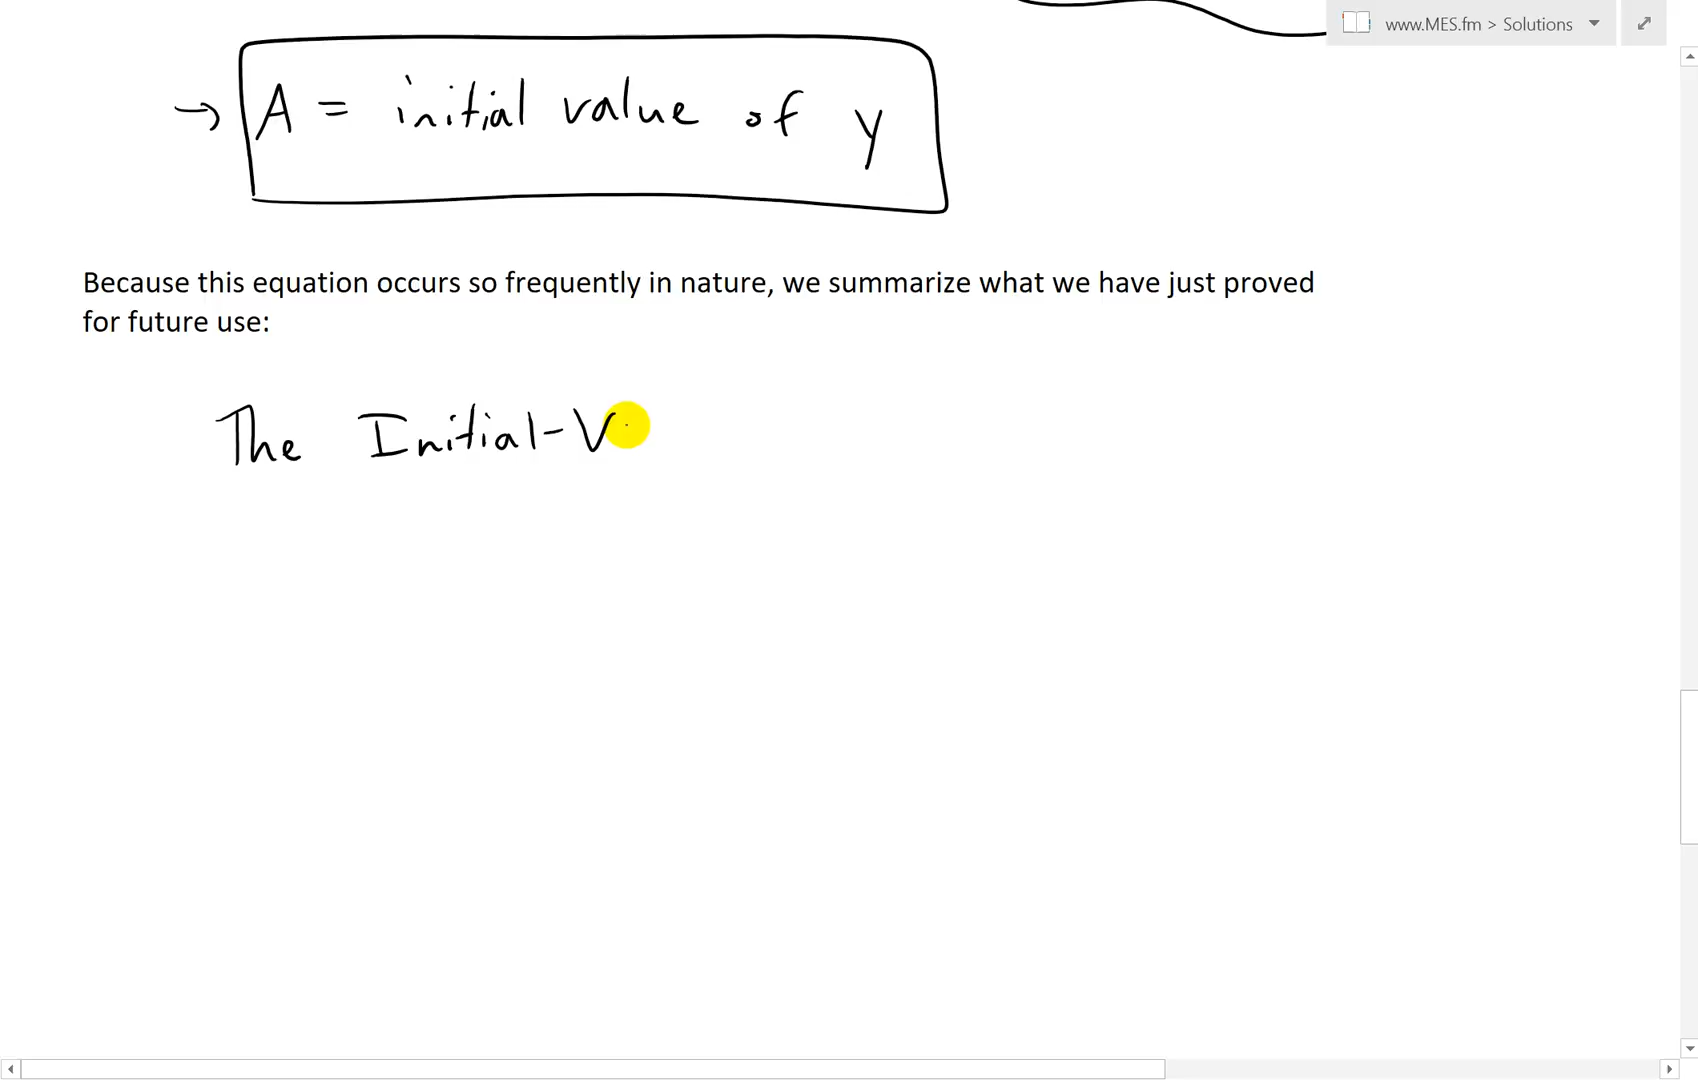 www.MES.fm > Solutions
→ A = initial value of y
Because this equation occurs so frequently in nature, we summarize what we have just proved
for future use:
The Initial-V